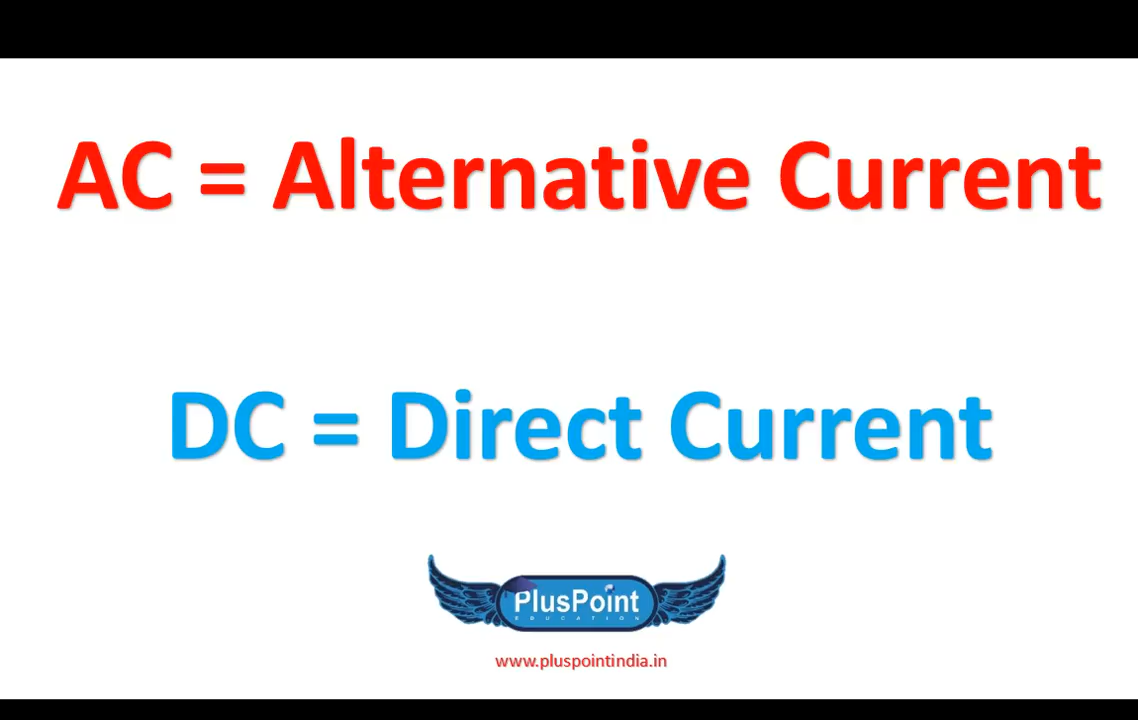 AC = Alternative Current
DC = Direct Current
PlusPoint
EDUCATION
www.pluspointindia.in